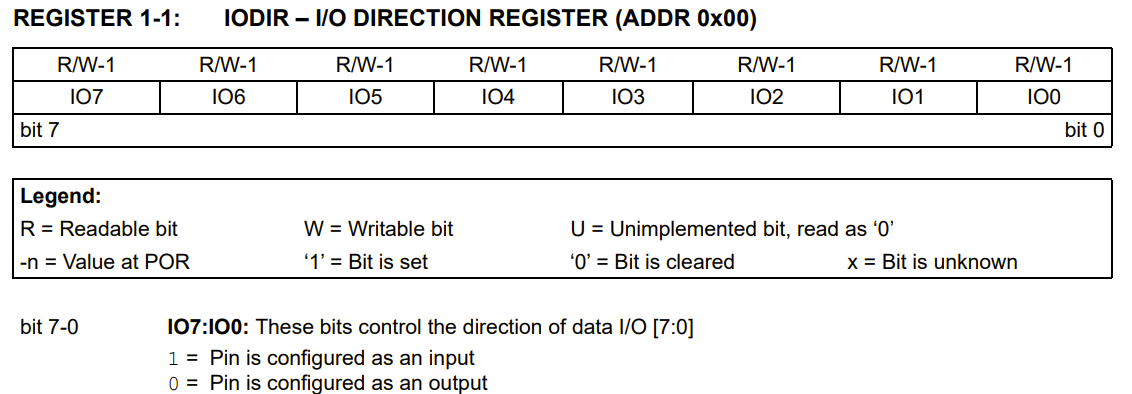 REGISTER 1-1: IODIR – I/O DIRECTION REGISTER (ADDR 0x00)
R/W-1 R/W-1 R/W-1 R/W-1 R/W-1 R/W-1 R/W-1 R/W-1
IO7 IO6 IO5 IO4 IO3 IO2 IO1 IO0
bit 7 bit 0
Legend:
R = Readable bit W = Writable bit U = Unimplemented bit, read as ‘0’
-n = Value at POR ‘1’ = Bit is set ‘0’ = Bit is cleared x = Bit is unknown
bit 7-0 IO7:IO0: These bits control the direction of data I/O [7:0]
1 = Pin is configured as an input
0 = Pin is configured as an output